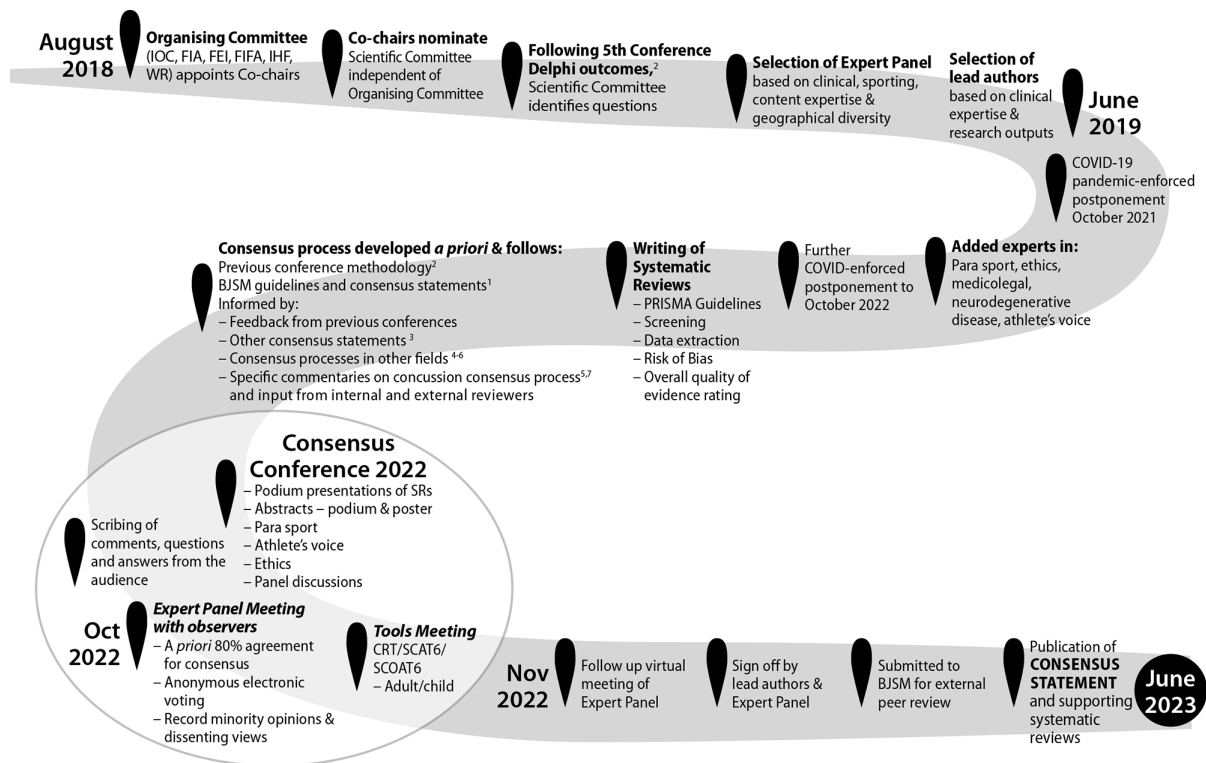 August
2018
Organising Committee
(IOC, FIA, FEI, FIFA, IHF,
WR) appoints Co-chairs
Co-chairs nominate
Scientific Committee
independent of
Organising Committee
Following 5th Conference
Delphi outcomes,2
Scientific Committee
identifies questions
Selection of Expert Panel
based on clinical, sporting,
content expertise &
geographical diversity
Selection of
lead authors
based on clinical
expertise &
research outputs
June
2019
COVID-19
pandemic-enforced
postponement
October 2021
Added experts in:
Para sport, ethics,
medicolegal,
neurodegenerative
disease, athlete's voice
Further
COVID-enforced
postponement to
October 2022
Writing of
Systematic
Reviews
– PRISMA Guidelines
– Screening
– Data extraction
– Risk of Bias
– Overall quality of
evidence rating
Consensus process developed a priori & follows:
Previous conference methodology2
BJSM guidelines and consensus statements1
Informed by:
– Feedback from previous conferences
– Other consensus statements 3
– Consensus processes in other fields 4-6
– Specific commentaries on concussion consensus process5,7
and input from internal and external reviewers
Consensus
Conference 2022
– Podium presentations of SRs
– Abstracts – podium & poster
– Para sport
– Athlete's voice
– Ethics
– Panel discussions
Scribing of
comments, questions
and answers from the
audience
Oct
2022
Expert Panel Meeting
with observers
– A priori 80% agreement
for consensus
– Anonymous electronic
voting
– Record minority opinions &
dissenting views
Tools Meeting
CRT/SCAT6/
SCOAT6
– Adult/child
Nov
2022
Follow up virtual
meeting of
Expert Panel
Sign off by
lead authors &
Expert Panel
Submitted to
BJSM for external
peer review
Publication of
CONSENSUS
STATEMENT
and supporting
systematic
reviews
June
2023